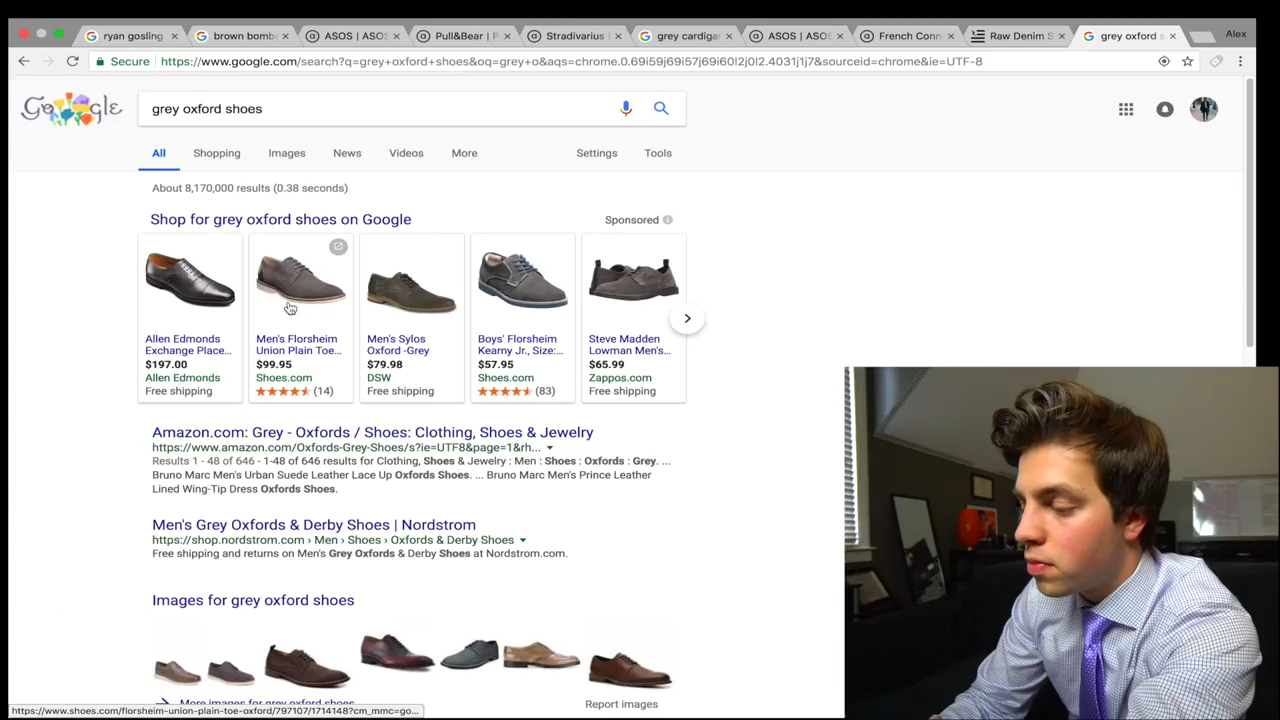 ryan gosling
brown bombe
ASOS | ASOS
Pull&Bear | P
Stradivarius
grey cardiga
ASOS | ASOS
French Conn
Raw Denim S
grey oxford s
Alex
Secure
https://www.google.com/search?q=grey+oxford+shoes&oq=grey+o&aqs=chrome.0.69i59j69i57j69i60l2j0l2.4031j1j7&sourceid=chrome&ie=UTF-8
Google
grey oxford shoes
All Shopping Images News Videos More Settings Tools
About 8,170,000 results (0.38 seconds)
Shop for grey oxford shoes on Google
Sponsored
Allen Edmonds
Exchange Place...
$197.00
Allen Edmonds
Free shipping
Men's Florsheim
Union Plain Toe...
$99.95
Shoes.com
(14)
Men's Sylos
Oxford -Grey
$79.98
DSW
Free shipping
Boys' Florsheim
Kearny Jr., Size:...
$57.95
Shoes.com
(83)
Steve Madden
Lowman Men's...
$65.99
Zappos.com
Free shipping
Amazon.com: Grey - Oxfords / Shoes: Clothing, Shoes & Jewelry
https://www.amazon.com/Oxfords-Grey-Shoes/s?ie=UTF8&page=1&rh...
Results 1 - 48 of 646 - 1-48 of 646 results for Clothing, Shoes & Jewelry : Men : Shoes : Oxfords : Grey. ...
Bruno Marc Men's Urban Suede Leather Lace Up Oxfords Shoes. ... Bruno Marc Men's Prince Leather
Lined Wing-Tip Dress Oxfords Shoes.
Men's Grey Oxfords & Derby Shoes | Nordstrom
https://shop.nordstrom.com › Men › Shoes › Oxfords & Derby Shoes
Free shipping and returns on Men's Grey Oxfords & Derby Shoes at Nordstrom.com.
Images for grey oxford shoes
More images for grey oxford shoes
Report images
https://www.shoes.com/florsheim-union-plain-toe-oxford/797107/1714148?cm_mmc=go...